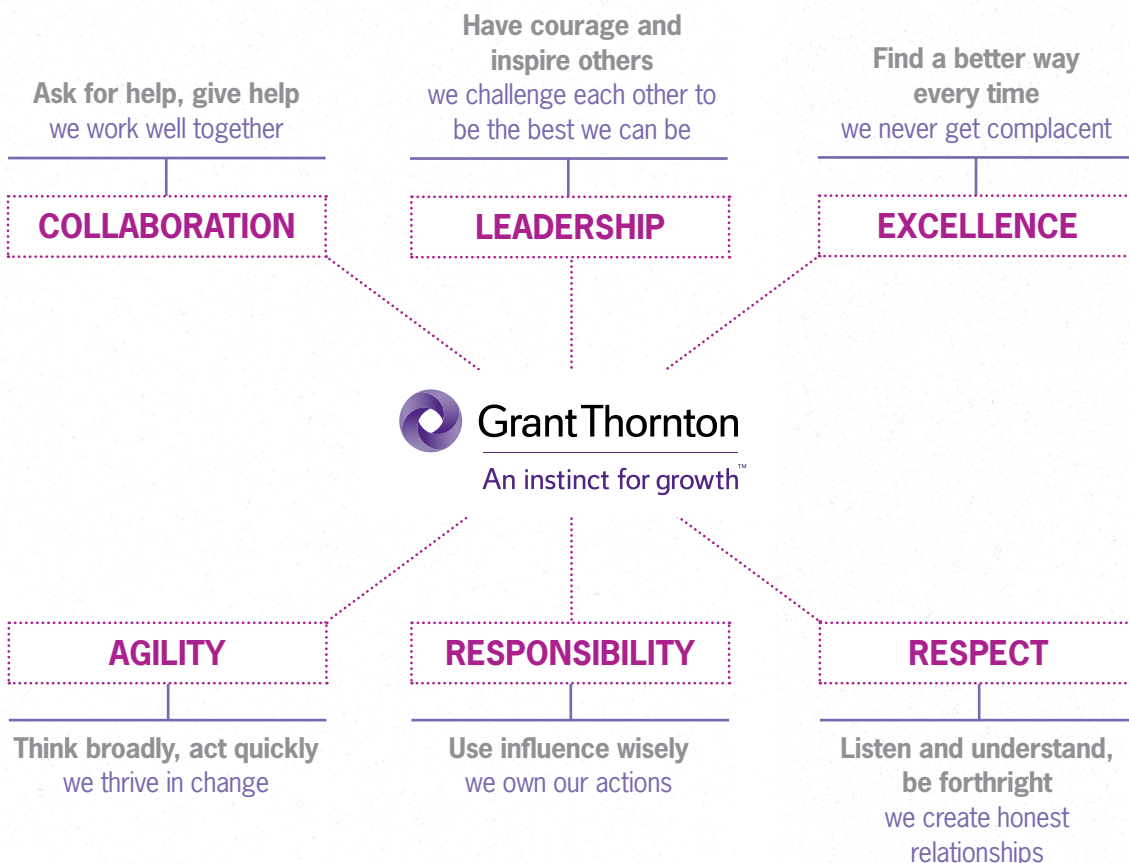 Ask for help, give help
we work well together
COLLABORATION
Have courage and
inspire others
we challenge each other to
be the best we can be
LEADERSHIP
Find a better way
every time
we never get complacent
EXCELLENCE
Grant Thornton
An instinct for growth™
AGILITY
Think broadly, act quickly
we thrive in change
RESPONSIBILITY
Use influence wisely
we own our actions
RESPECT
Listen and understand,
be forthright
we create honest
relationships